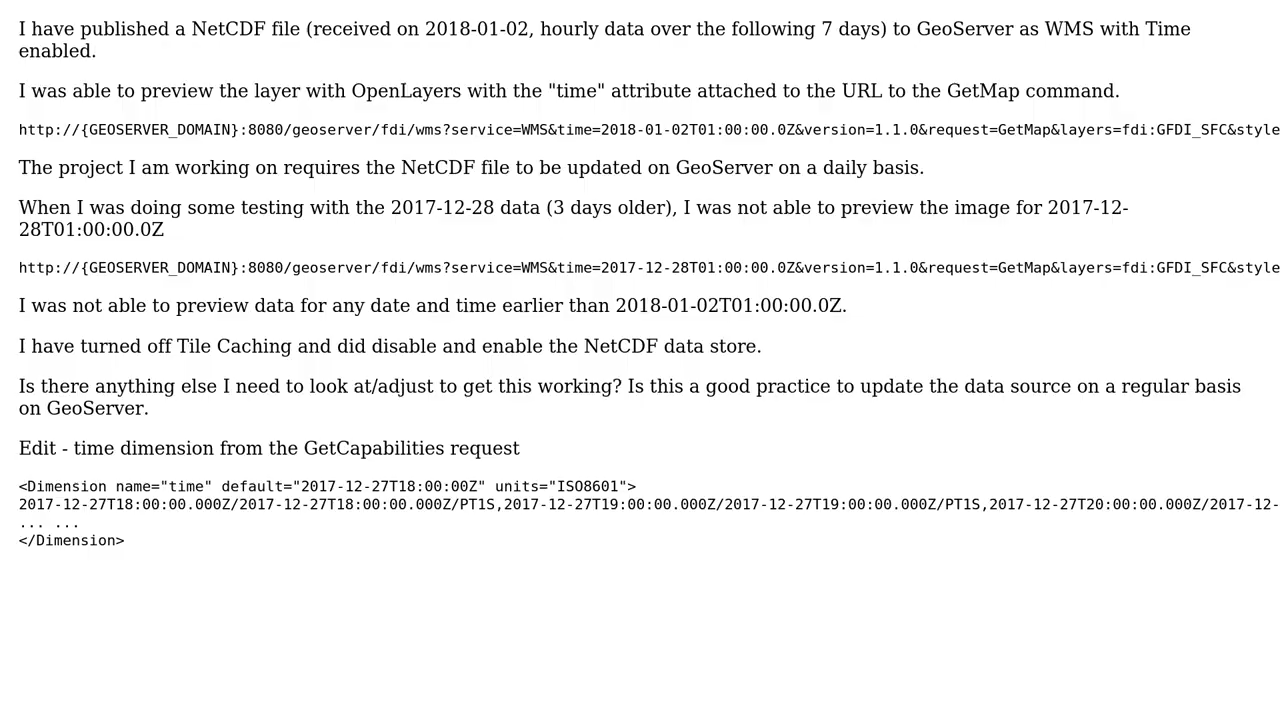 I have published a NetCDF file (received on 2018-01-02, hourly data over the following 7 days) to GeoServer as WMS with Time
enabled.
I was able to preview the layer with OpenLayers with the "time" attribute attached to the URL to the GetMap command.
http://{GEOSERVER_DOMAIN}:8080/geoserver/fdi/wms?service=WMS&time=2018-01-02T01:00:00.0Z&version=1.1.0&request=GetMap&layers=fdi:GFDI_SFC&style
The project I am working on requires the NetCDF file to be updated on GeoServer on a daily basis.
When I was doing some testing with the 2017-12-28 data (3 days older), I was not able to preview the image for 2017-12-
28T01:00:00.0Z
http://{GEOSERVER_DOMAIN}:8080/geoserver/fdi/wms?service=WMS&time=2017-12-28T01:00:00.0Z&version=1.1.0&request=GetMap&layers=fdi:GFDI_SFC&style
I was not able to preview data for any date and time earlier than 2018-01-02T01:00:00.0Z.
I have turned off Tile Caching and did disable and enable the NetCDF data store.
Is there anything else I need to look at/adjust to get this working? Is this a good practice to update the data source on a regular basis
on GeoServer.
Edit - time dimension from the GetCapabilities request
<Dimension name="time" default="2017-12-27T18:00:00Z" units="ISO8601">
2017-12-27T18:00:00.000Z/2017-12-27T18:00:00.000Z/PT1S,2017-12-27T19:00:00.000Z/2017-12-27T19:00:00.000Z/PT1S,2017-12-27T20:00:00.000Z/2017-12-
... ...
</Dimension>